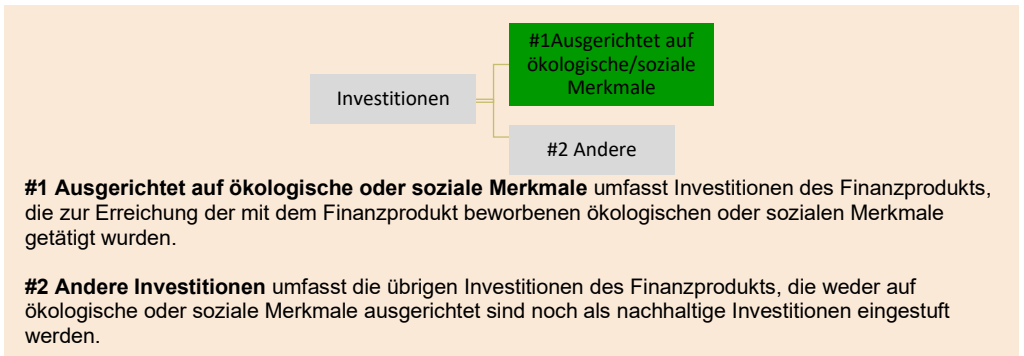 #1Ausgerichtet auf
ökologische/soziale
Merkmale
Investitionen
#2 Andere
#1 Ausgerichtet auf ökologische oder soziale Merkmale umfasst Investitionen des Finanzprodukts,
die zur Erreichung der mit dem Finanzprodukt beworbenen ökologischen oder sozialen Merkmale
getätigt wurden.
#2 Andere Investitionen umfasst die übrigen Investitionen des Finanzprodukts, die weder auf
ökologische oder soziale Merkmale ausgerichtet sind noch als nachhaltige Investitionen eingestuft
werden.